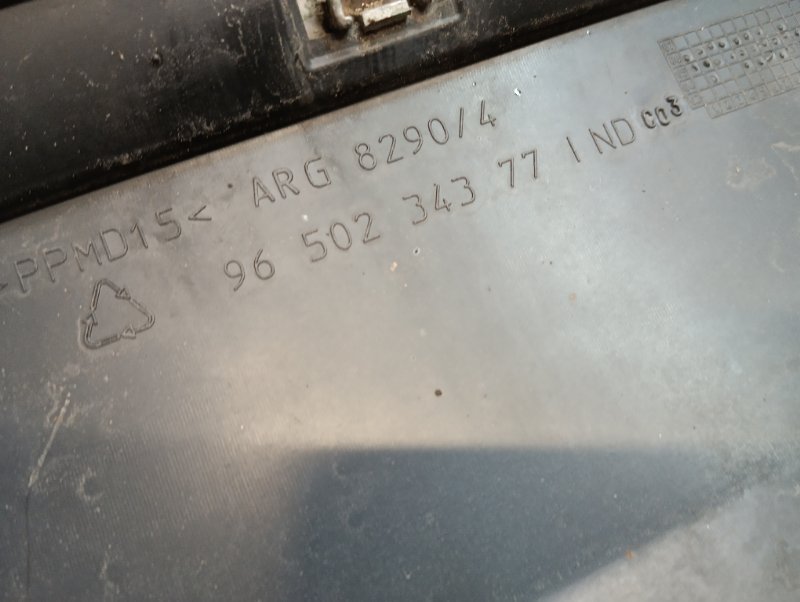 >PPMD15< ARG 8290/4
96 502 343 77 IND C03